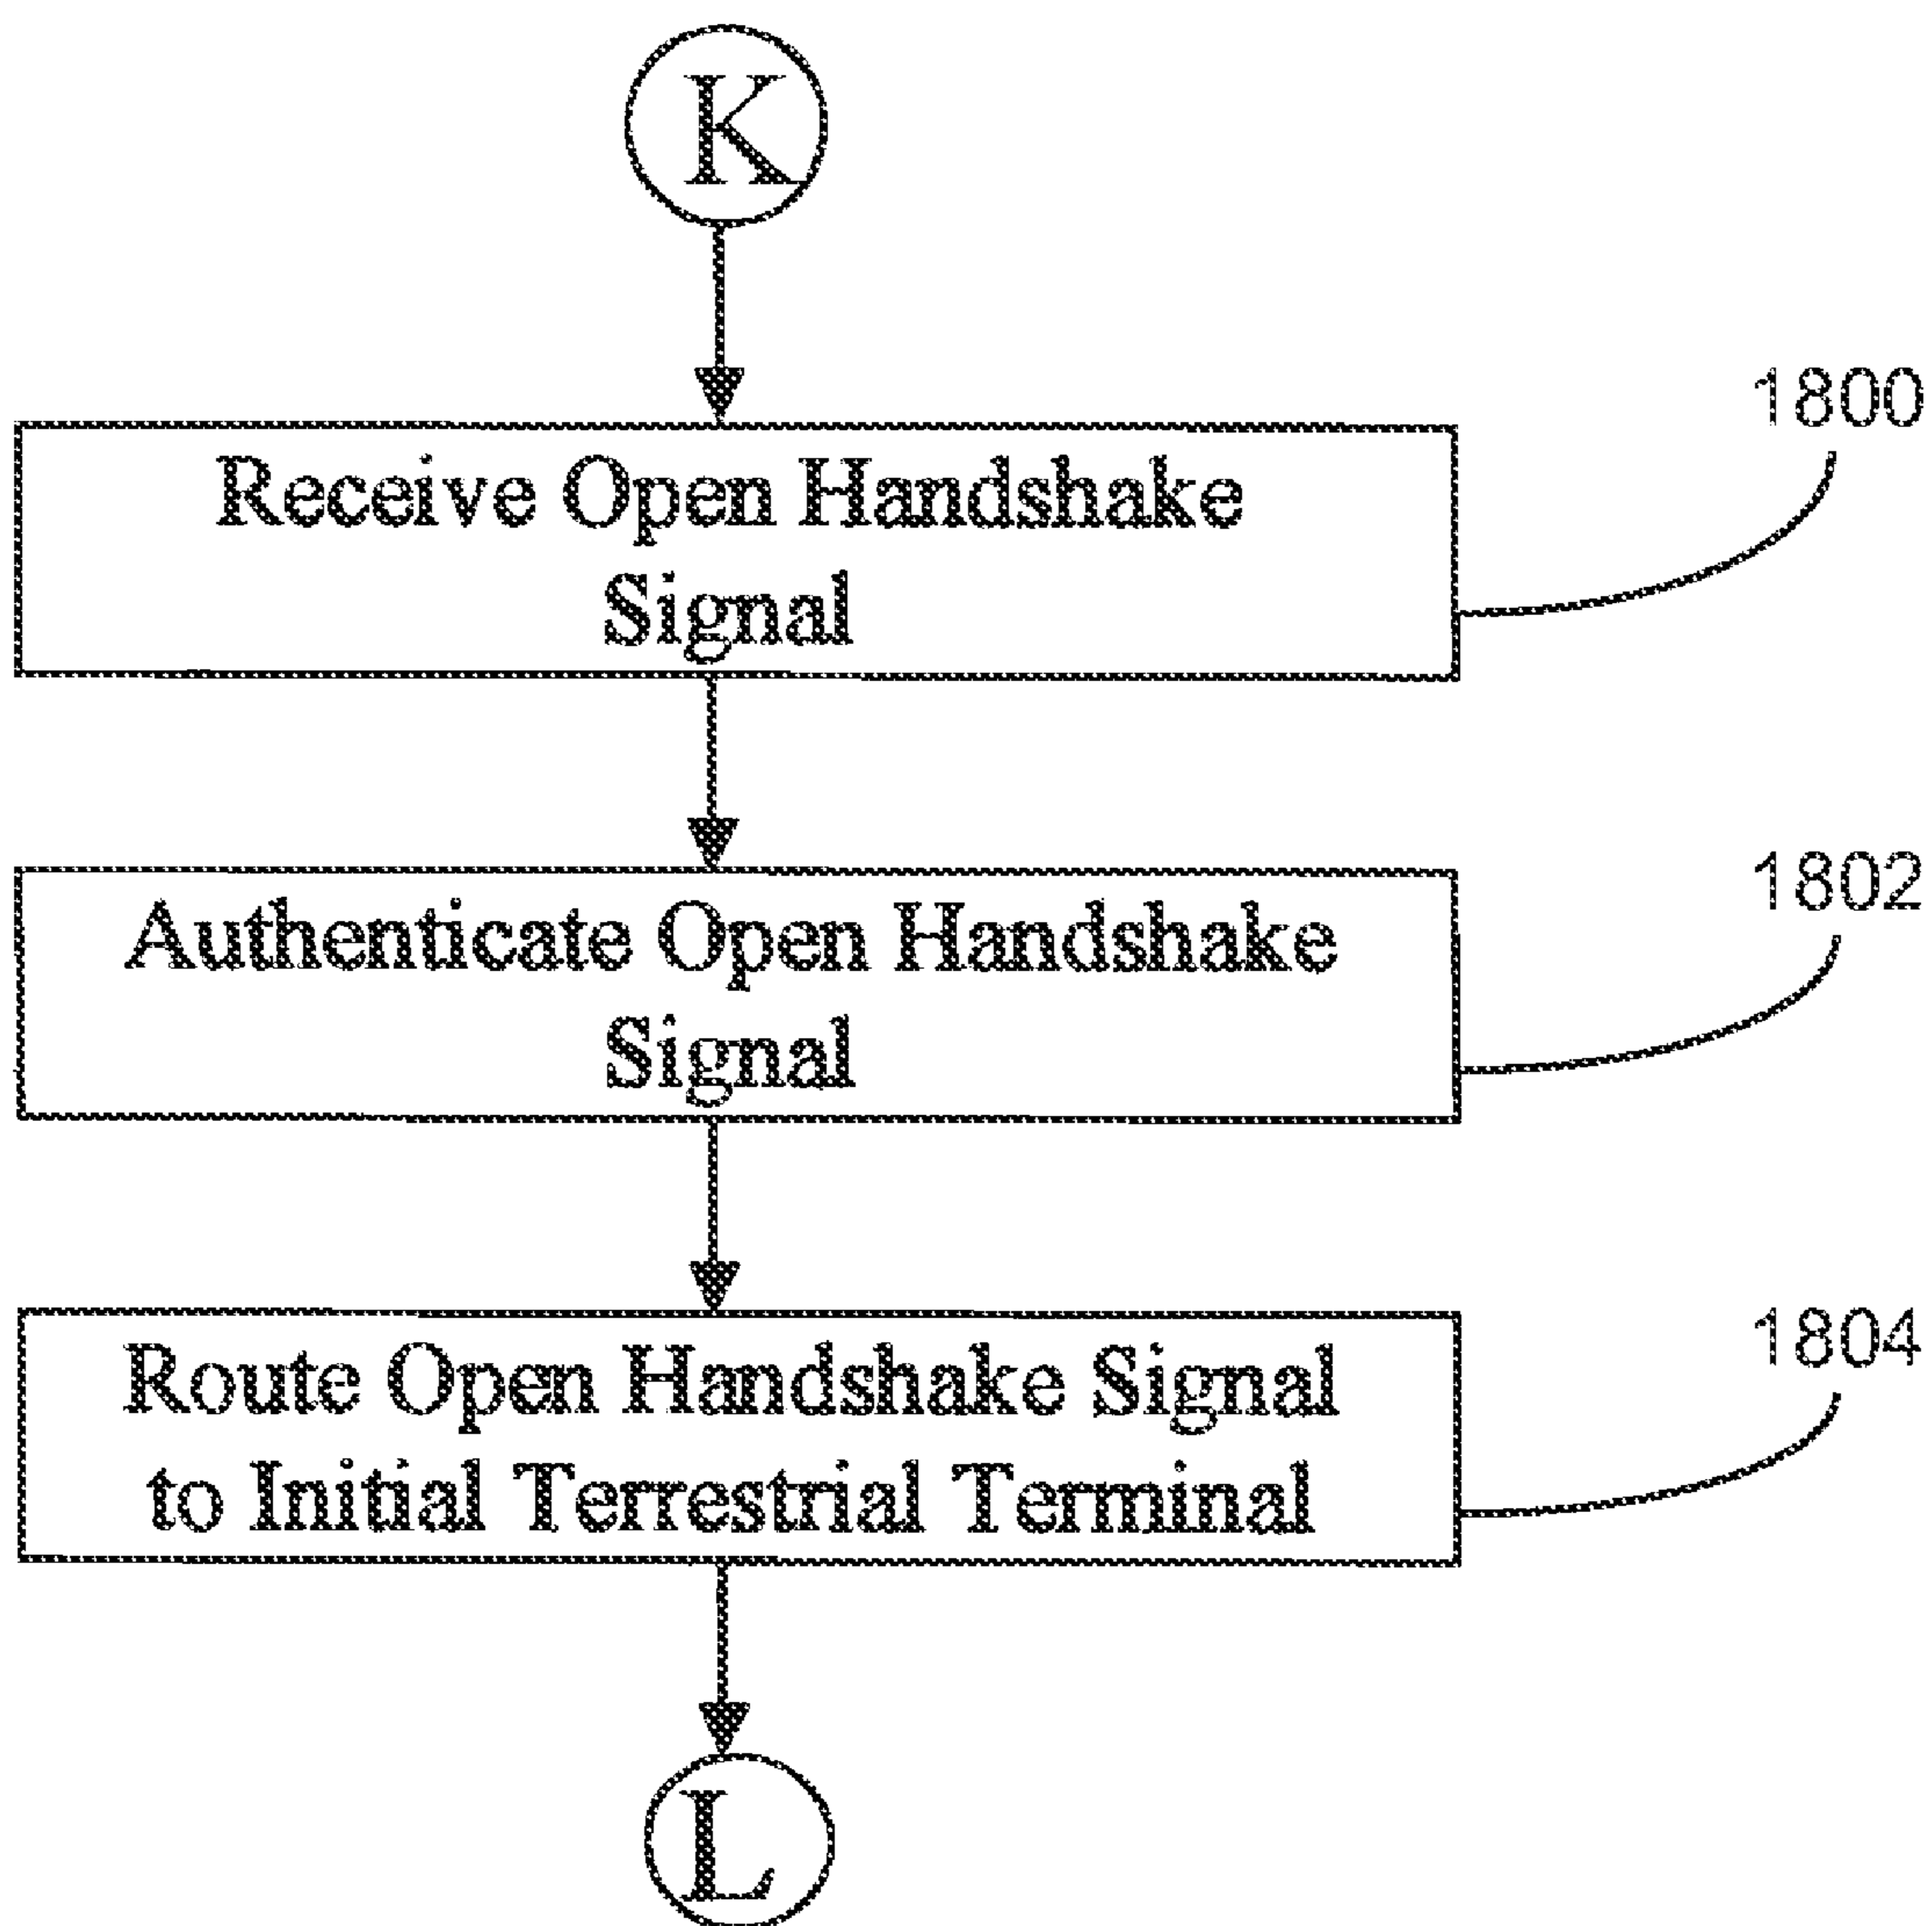 K
1800
Receive Open Handshake
Signal
1802
Authenticate Open Handshake
Signal
1804
Route Open Handshake Signal
to Initial Terrestrial Terminal
L